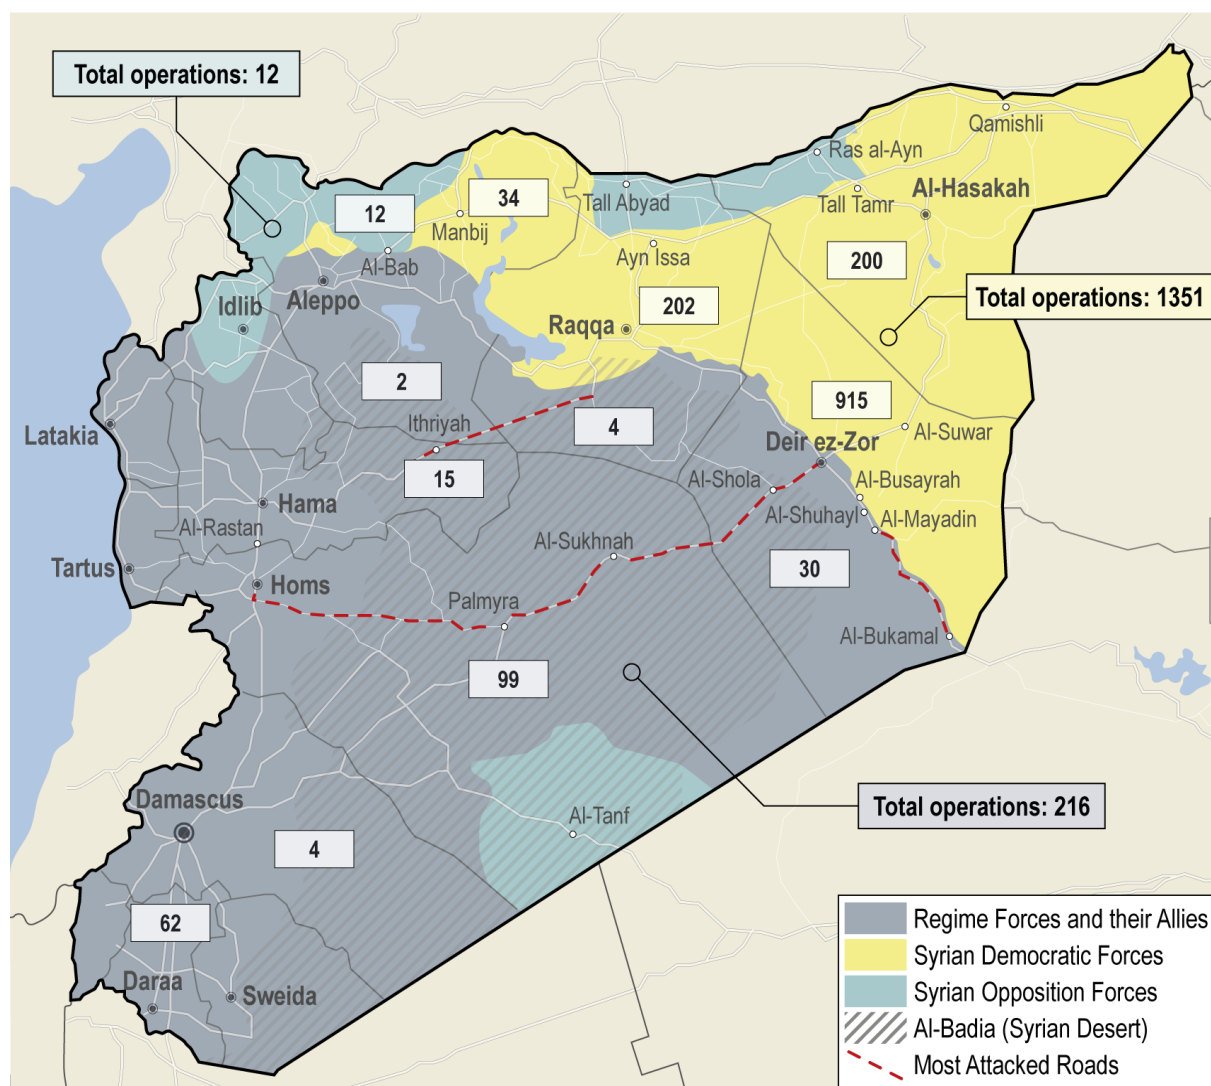 Total operations: 12
Qamishli
Ras al-Ayn
Al-Hasakah
Tall Abyad
Tall Tamr
34
12
Manbij
Al-Bab
Ayn Issa
200
Idlib
Aleppo
Total operations: 1351
202
Raqqa
2
915
Latakia
Ithriyah
4
Al-Suwar
Deir ez-Zor
15
Al-Shola
Al-Busayrah
Hama
Al-Shuhayl
Al-Mayadin
Al-Rastan
Al-Sukhnah
Tartus
30
Homs
Palmyra
Al-Bukamal
99
Damascus
Total operations: 216
Al-Tanf
4
62
Daraa
Sweida
Regime Forces and their Allies
Syrian Democratic Forces
Syrian Opposition Forces
Al-Badia (Syrian Desert)
Most Attacked Roads